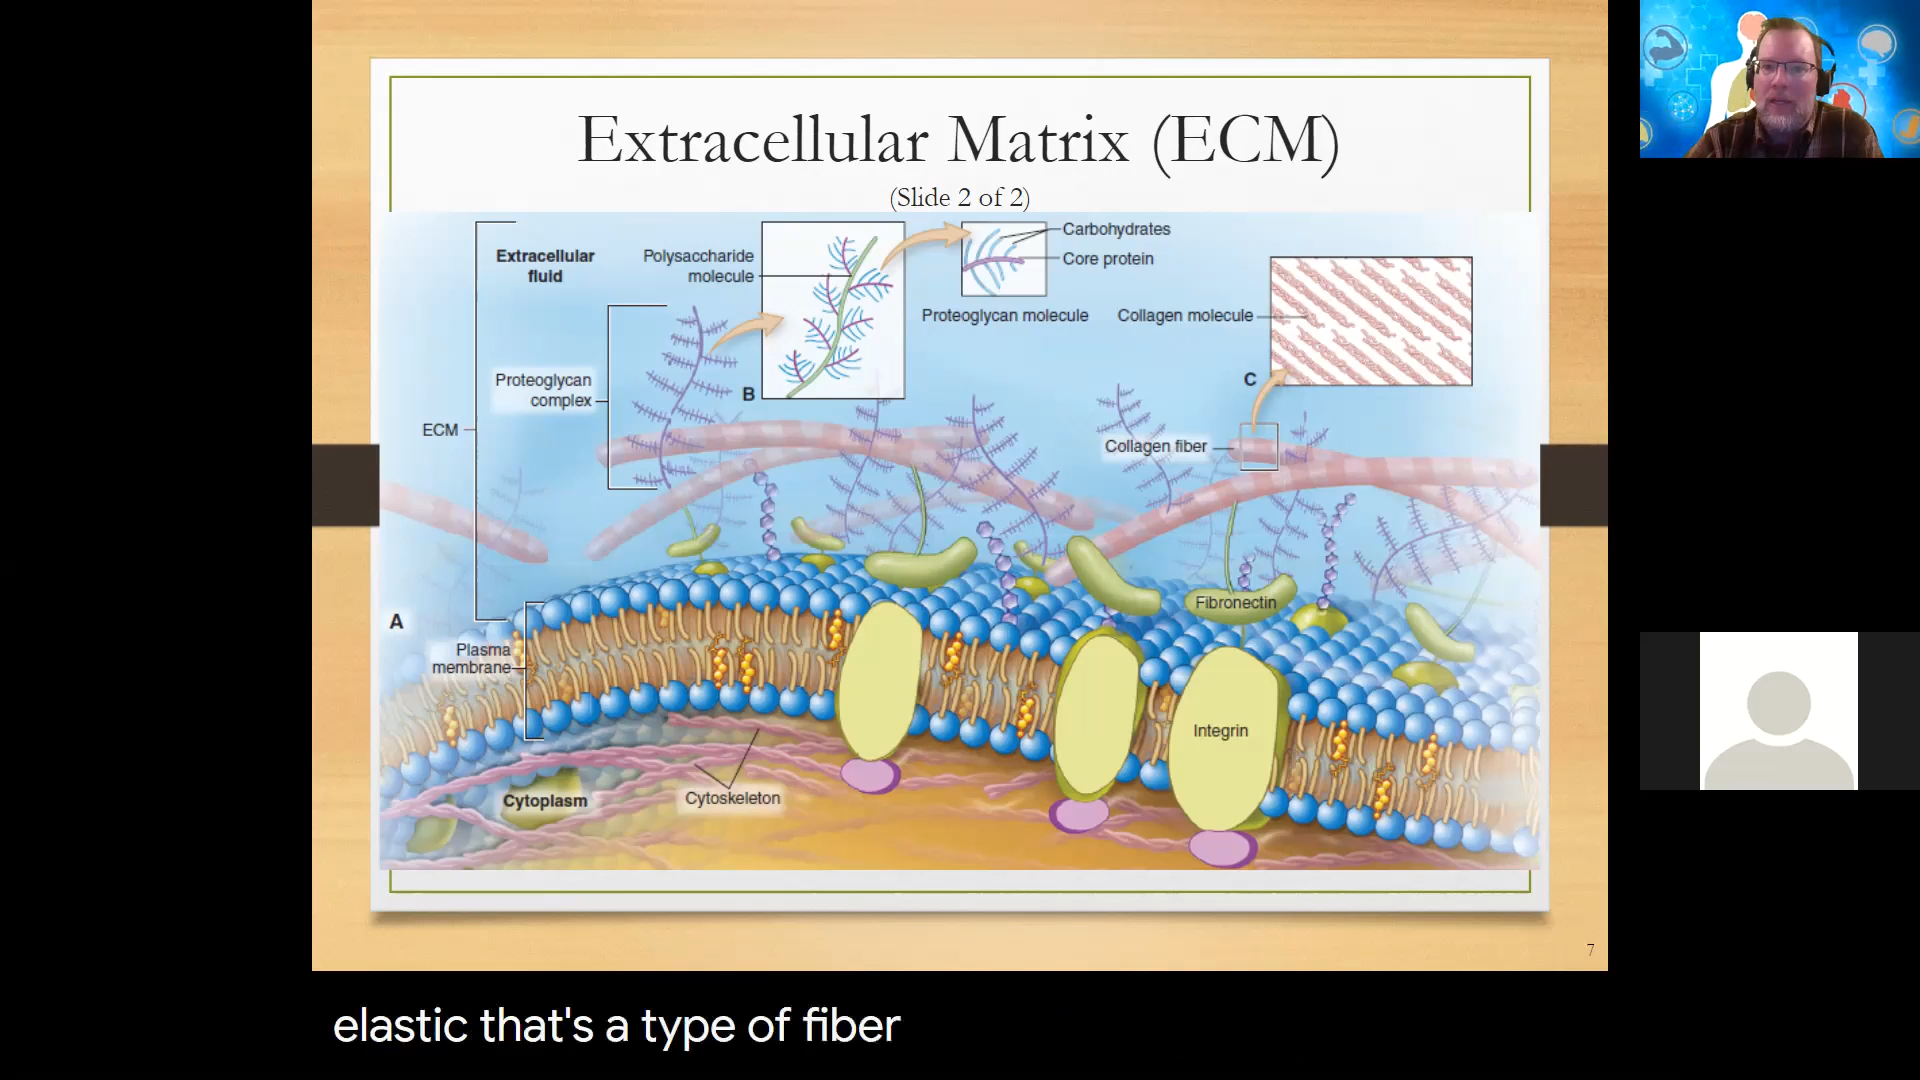 Extracellular Matrix (ECM)
(Slide 2 of 2)
Extracellular
fluid
Polysaccharide
molecule
Carbohydrates
Core protein
Proteoglycan molecule
Collagen molecule
Proteoglycan
complex
B
C
ECM
Collagen fiber
A
Fibronectin
Plasma
membrane
Integrin
Cytoplasm
Cytoskeleton
7
elastic that's a type of fiber